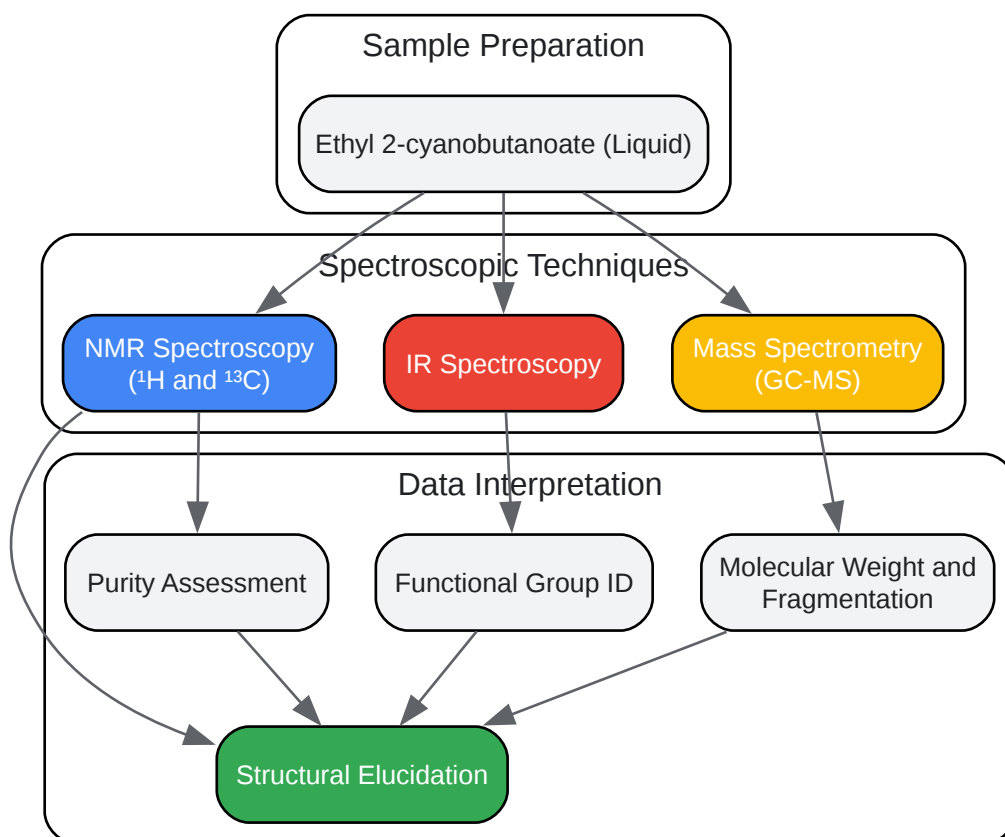 Sample Preparation
Ethyl 2-cyanobutanoate (Liquid)
Spectroscopic Techniques
NMR Spectroscopy
(¹H and ¹³C)
IR Spectroscopy
Mass Spectrometry
(GC-MS)
Data Interpretation
Purity Assessment
Functional Group ID
Molecular Weight and
Fragmentation
Structural Elucidation